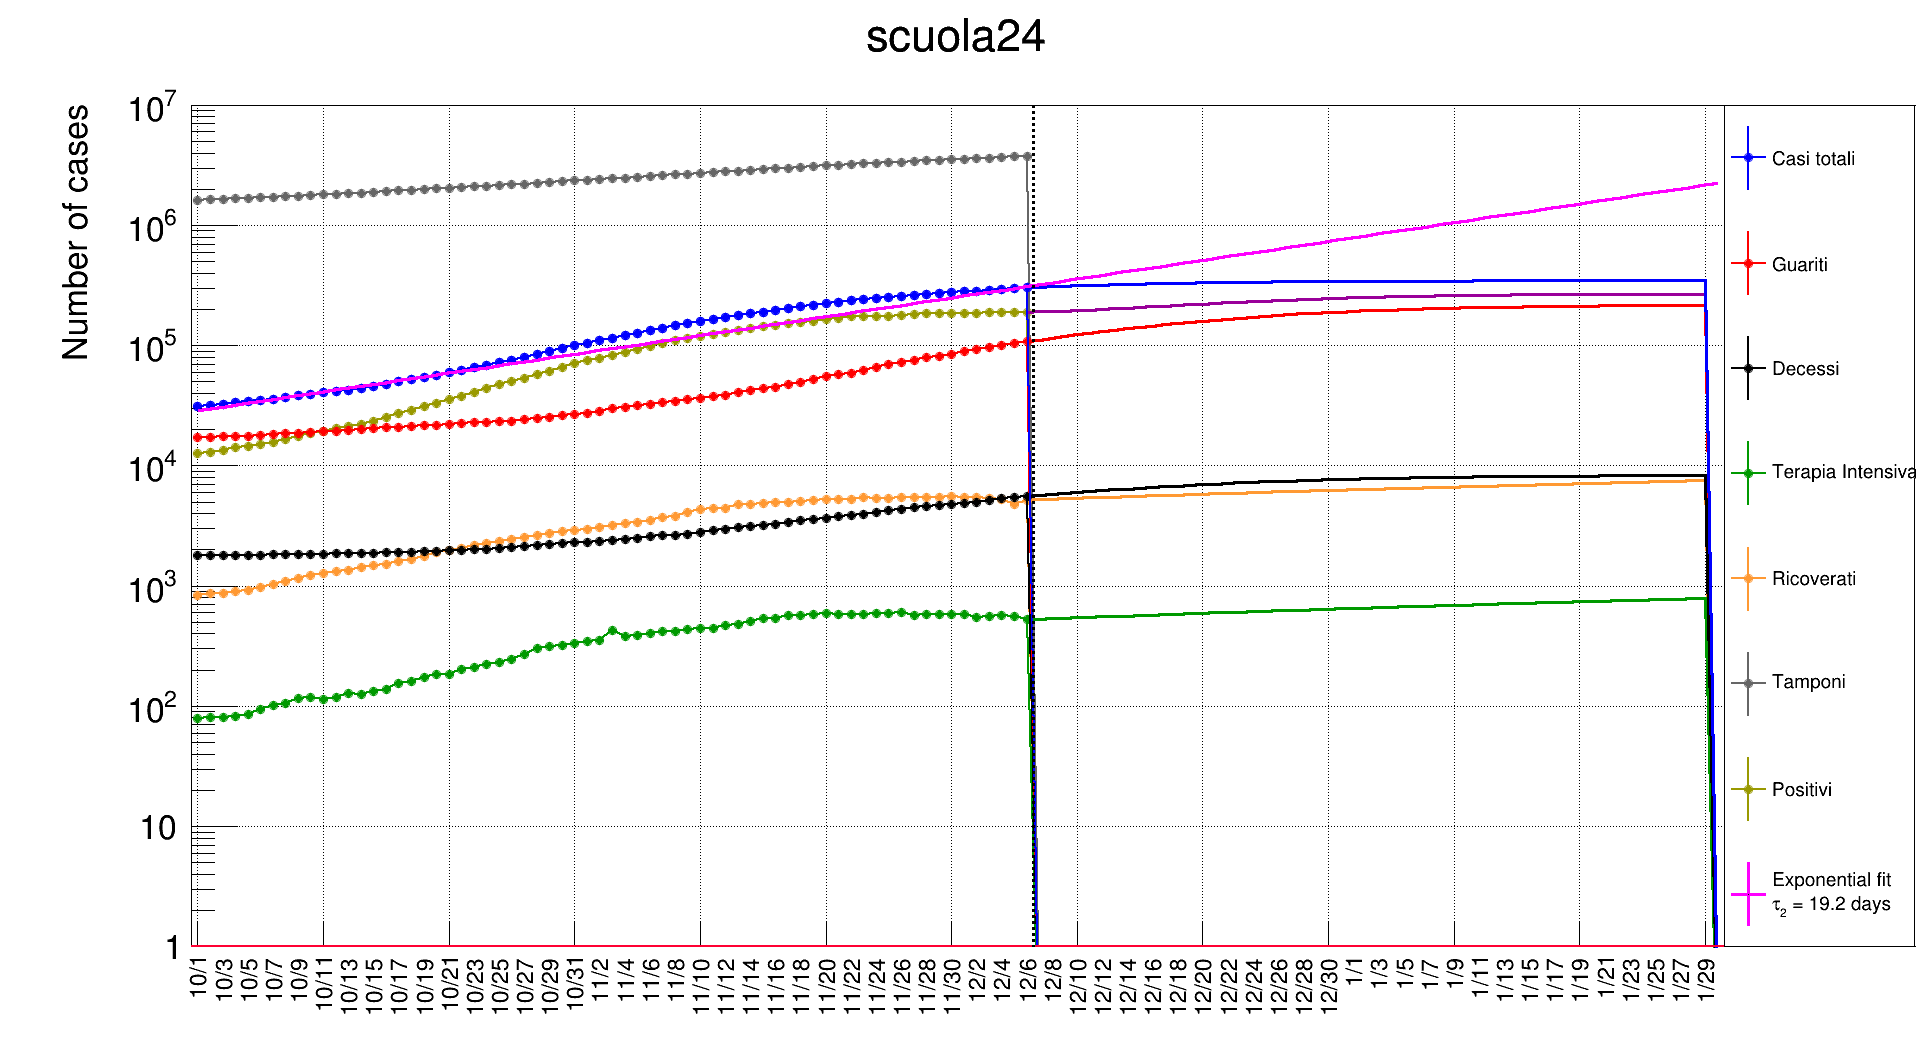 scuola24
Number of cases
10^7
10^6
10^5
10^4
10^3
10^2
10
1
10/1 10/3 10/5 10/7 10/9 10/11 10/13 10/15 10/17 10/19 10/21 10/23 10/25 10/27 10/29 10/31 11/2 11/4 11/6 11/8 11/10 11/12 11/14 11/16 11/18 11/20 11/22 11/24 11/26 11/28 11/30 12/2 12/4 12/6 12/8 12/10 12/12 12/14 12/16 12/18 12/20 12/22 12/24 12/26 12/28 12/30 1/1 1/3 1/5 1/7 1/9 1/11 1/13 1/15 1/17 1/19 1/21 1/23 1/25 1/27 1/29
Casi totali
Guariti
Decessi
Terapia Intensiva
Ricoverati
Tamponi
Positivi
Exponential fit
τ₂ = 19.2 days